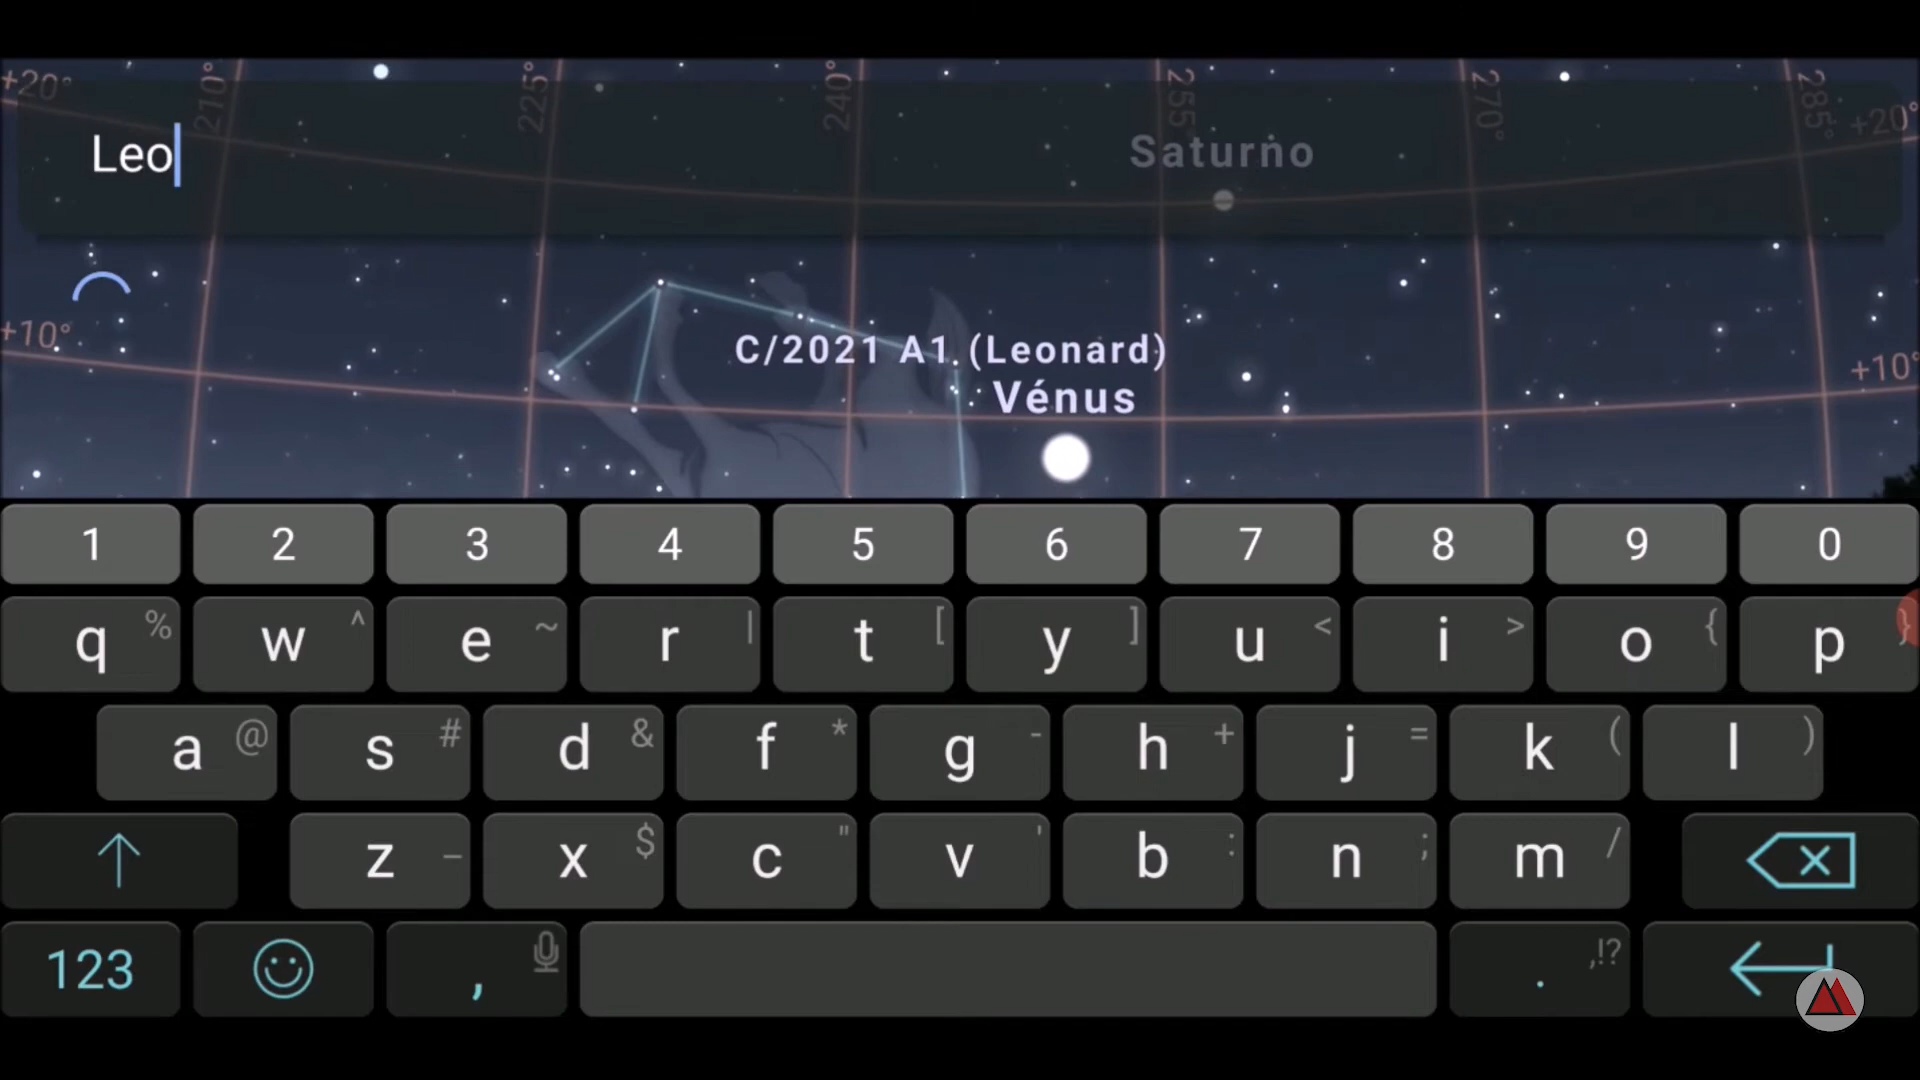 +20° 210° 225° 240° 255° 270° 285° +20°
Leo
Saturno
+10°
C/2021 A1 (Leonard)
Vénus
+10°
1 2 3 4 5 6 7 8 9 0
q % w ^ e ~ r | t [ y ] u < i > o { p }
a @ s # d & f * g - h + j = k ( l )
z _ x $ c " v ' b : n ; m /
123 , . ,!?